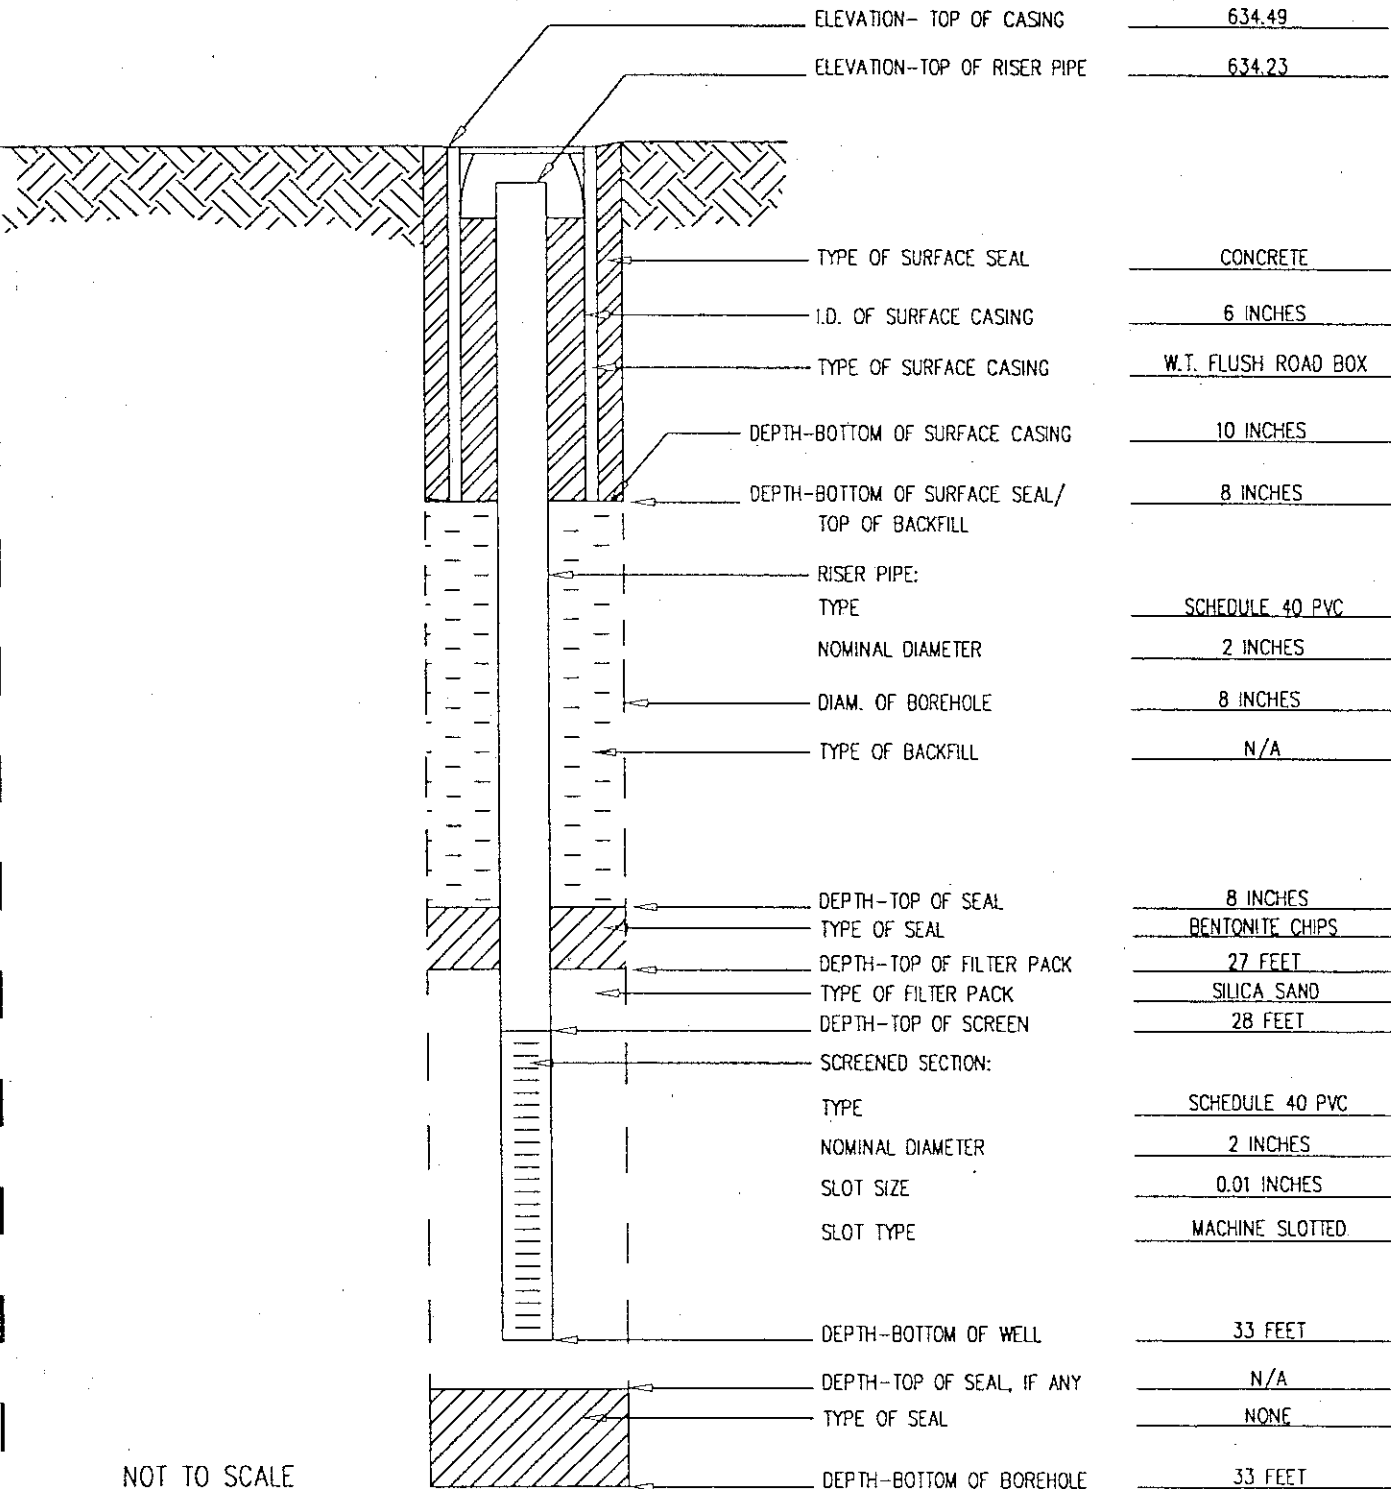 ELEVATION- TOP OF CASING 634.49
ELEVATION-TOP OF RISER PIPE 634.23
TYPE OF SURFACE SEAL CONCRETE
I.D. OF SURFACE CASING 6 INCHES
TYPE OF SURFACE CASING W.T. FLUSH ROAD BOX
DEPTH-BOTTOM OF SURFACE CASING 10 INCHES
DEPTH-BOTTOM OF SURFACE SEAL/ 8 INCHES
TOP OF BACKFILL
RISER PIPE:
TYPE SCHEDULE 40 PVC
NOMINAL DIAMETER 2 INCHES
DIAM. OF BOREHOLE 8 INCHES
TYPE OF BACKFILL N/A
DEPTH-TOP OF SEAL 8 INCHES
TYPE OF SEAL BENTONITE CHIPS
DEPTH-TOP OF FILTER PACK 27 FEET
TYPE OF FILTER PACK SILICA SAND
DEPTH-TOP OF SCREEN 28 FEET
SCREENED SECTION:
TYPE SCHEDULE 40 PVC
NOMINAL DIAMETER 2 INCHES
SLOT SIZE 0.01 INCHES
SLOT TYPE MACHINE SLOTTED
DEPTH-BOTTOM OF WELL 33 FEET
DEPTH-TOP OF SEAL, IF ANY N/A
TYPE OF SEAL NONE
NOT TO SCALE
DEPTH-BOTTOM OF BOREHOLE 33 FEET